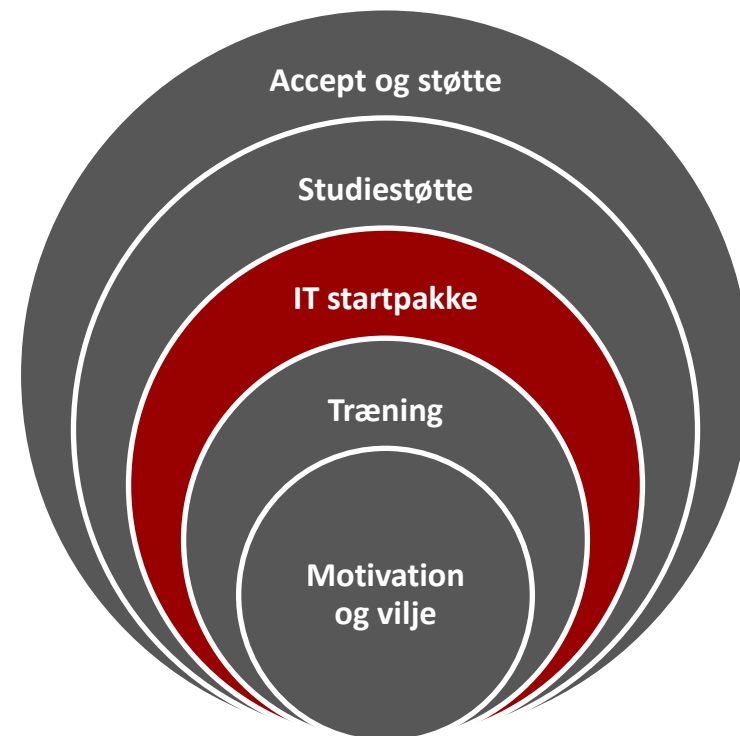 Accept og støtte
Studiestøtte
IT startpakke
Træning
Motivation
og vilje